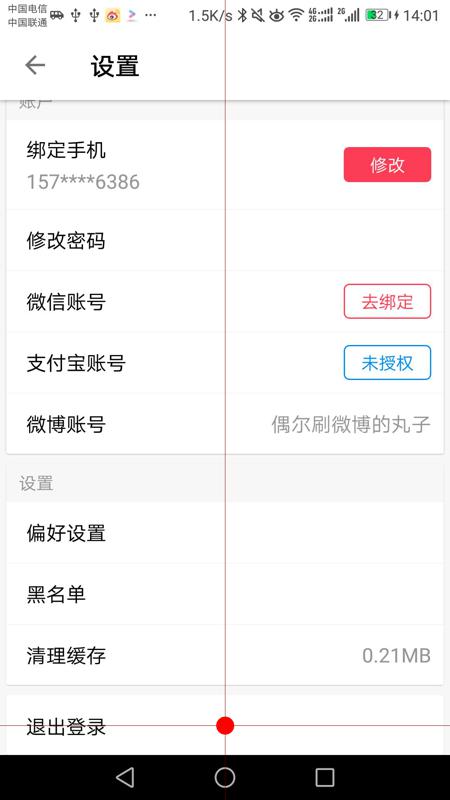 中国电信
中国联通
1.5K/s 4G 2G 2G 32 14:01
设置
账户
绑定手机
157****6386
修改
修改密码
微信账号 去绑定
支付宝账号 未授权
微博账号 偶尔刷微博的丸子
设置
偏好设置
黑名单
清理缓存 0.21MB
退出登录